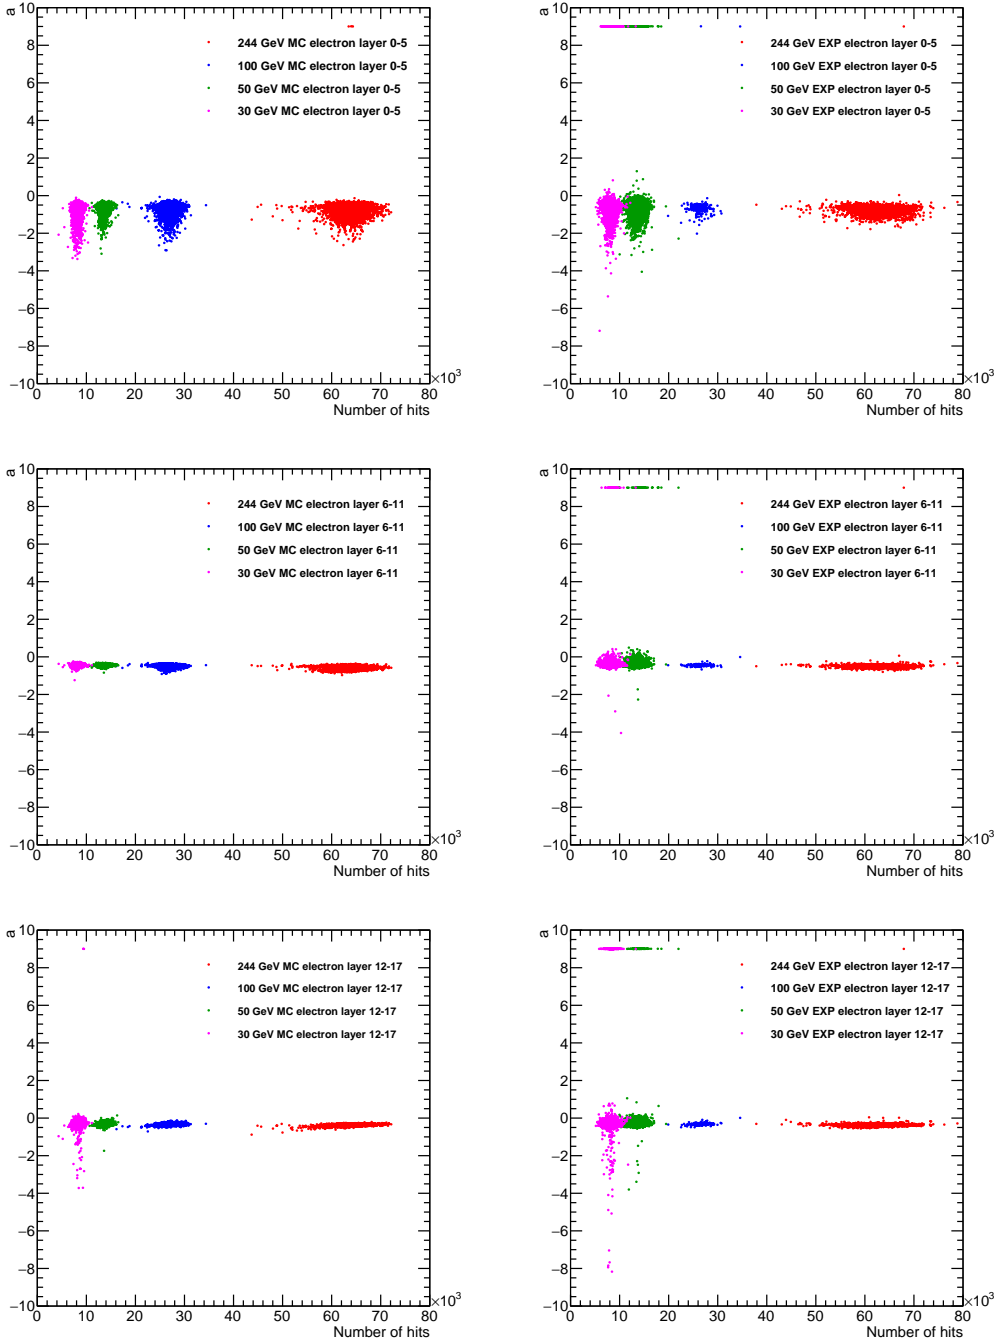 a
10
8
6
4
2
0
−2
−4
−6
−8
−10
244 GeV MC electron layer 0-5
100 GeV MC electron layer 0-5
50 GeV MC electron layer 0-5
30 GeV MC electron layer 0-5
0 10 20 30 40 50 60 70 80
×10³
Number of hits
a
10
8
6
4
2
0
−2
−4
−6
−8
−10
244 GeV EXP electron layer 0-5
100 GeV EXP electron layer 0-5
50 GeV EXP electron layer 0-5
30 GeV EXP electron layer 0-5
0 10 20 30 40 50 60 70 80
×10³
Number of hits
a
10
8
6
4
2
0
−2
−4
−6
−8
−10
244 GeV MC electron layer 6-11
100 GeV MC electron layer 6-11
50 GeV MC electron layer 6-11
30 GeV MC electron layer 6-11
0 10 20 30 40 50 60 70 80
×10³
Number of hits
a
10
8
6
4
2
0
−2
−4
−6
−8
−10
244 GeV EXP electron layer 6-11
100 GeV EXP electron layer 6-11
50 GeV EXP electron layer 6-11
30 GeV EXP electron layer 6-11
0 10 20 30 40 50 60 70 80
×10³
Number of hits
a
10
8
6
4
2
0
−2
−4
−6
−8
−10
244 GeV MC electron layer 12-17
100 GeV MC electron layer 12-17
50 GeV MC electron layer 12-17
30 GeV MC electron layer 12-17
0 10 20 30 40 50 60 70 80
×10³
Number of hits
a
10
8
6
4
2
0
−2
−4
−6
−8
−10
244 GeV EXP electron layer 12-17
100 GeV EXP electron layer 12-17
50 GeV EXP electron layer 12-17
30 GeV EXP electron layer 12-17
0 10 20 30 40 50 60 70 80
×10³
Number of hits